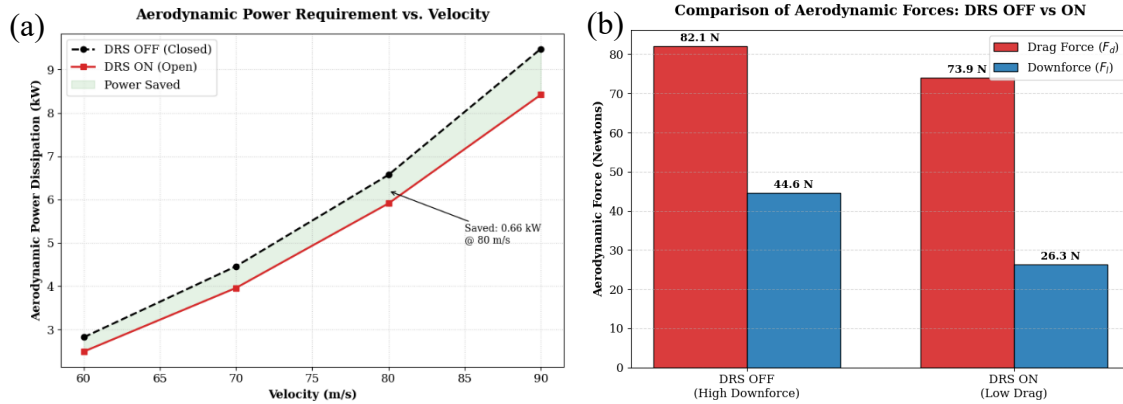 (a)
Aerodynamic Power Requirement vs. Velocity
DRS OFF (Closed)
DRS ON (Open)
Power Saved
Aerodynamic Power Dissipation (kW)
9
8
7
6
5
4
3
Saved: 0.66 kW
@ 80 m/s
60 65 70 75 80 85 90
Velocity (m/s)
(b)
Comparison of Aerodynamic Forces: DRS OFF vs ON
Drag Force (F_d)
Downforce (F_l)
Aerodynamic Force (Newtons)
80
70
60
50
40
30
20
10
0
82.1 N
44.6 N
73.9 N
26.3 N
DRS OFF
(High Downforce)
DRS ON
(Low Drag)